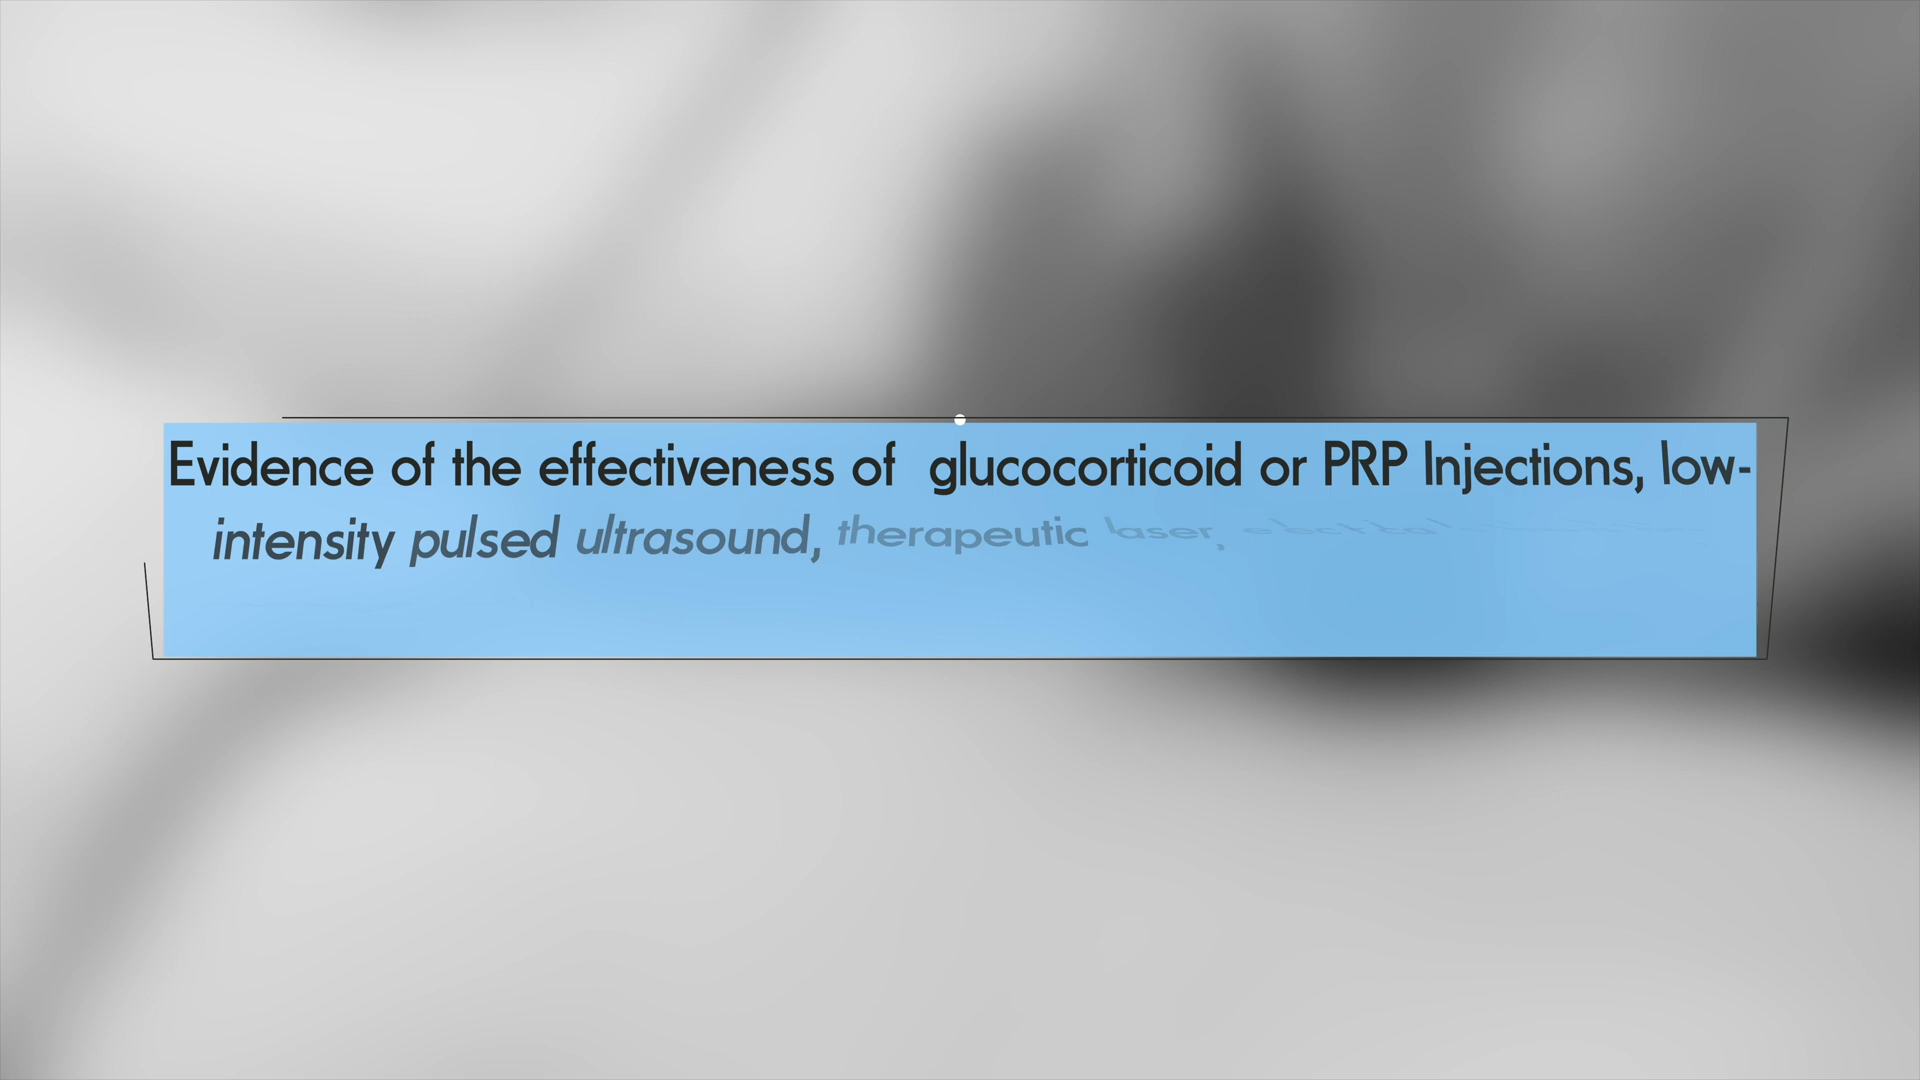 Evidence of the effectiveness of  glucocorticoid or PRP Injections, low-
intensity pulsed ultrasound, therapeutic laser,